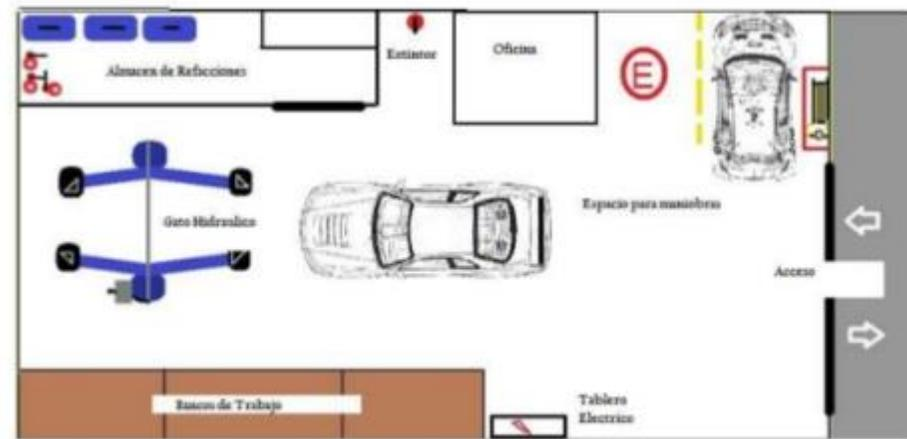 Almacen de Refacciones
Extintor
Oficina
E
Gato Hidraulico
Espacio para maniobras
Acceso
Bancos de Trabajo
Tablero
Electrico